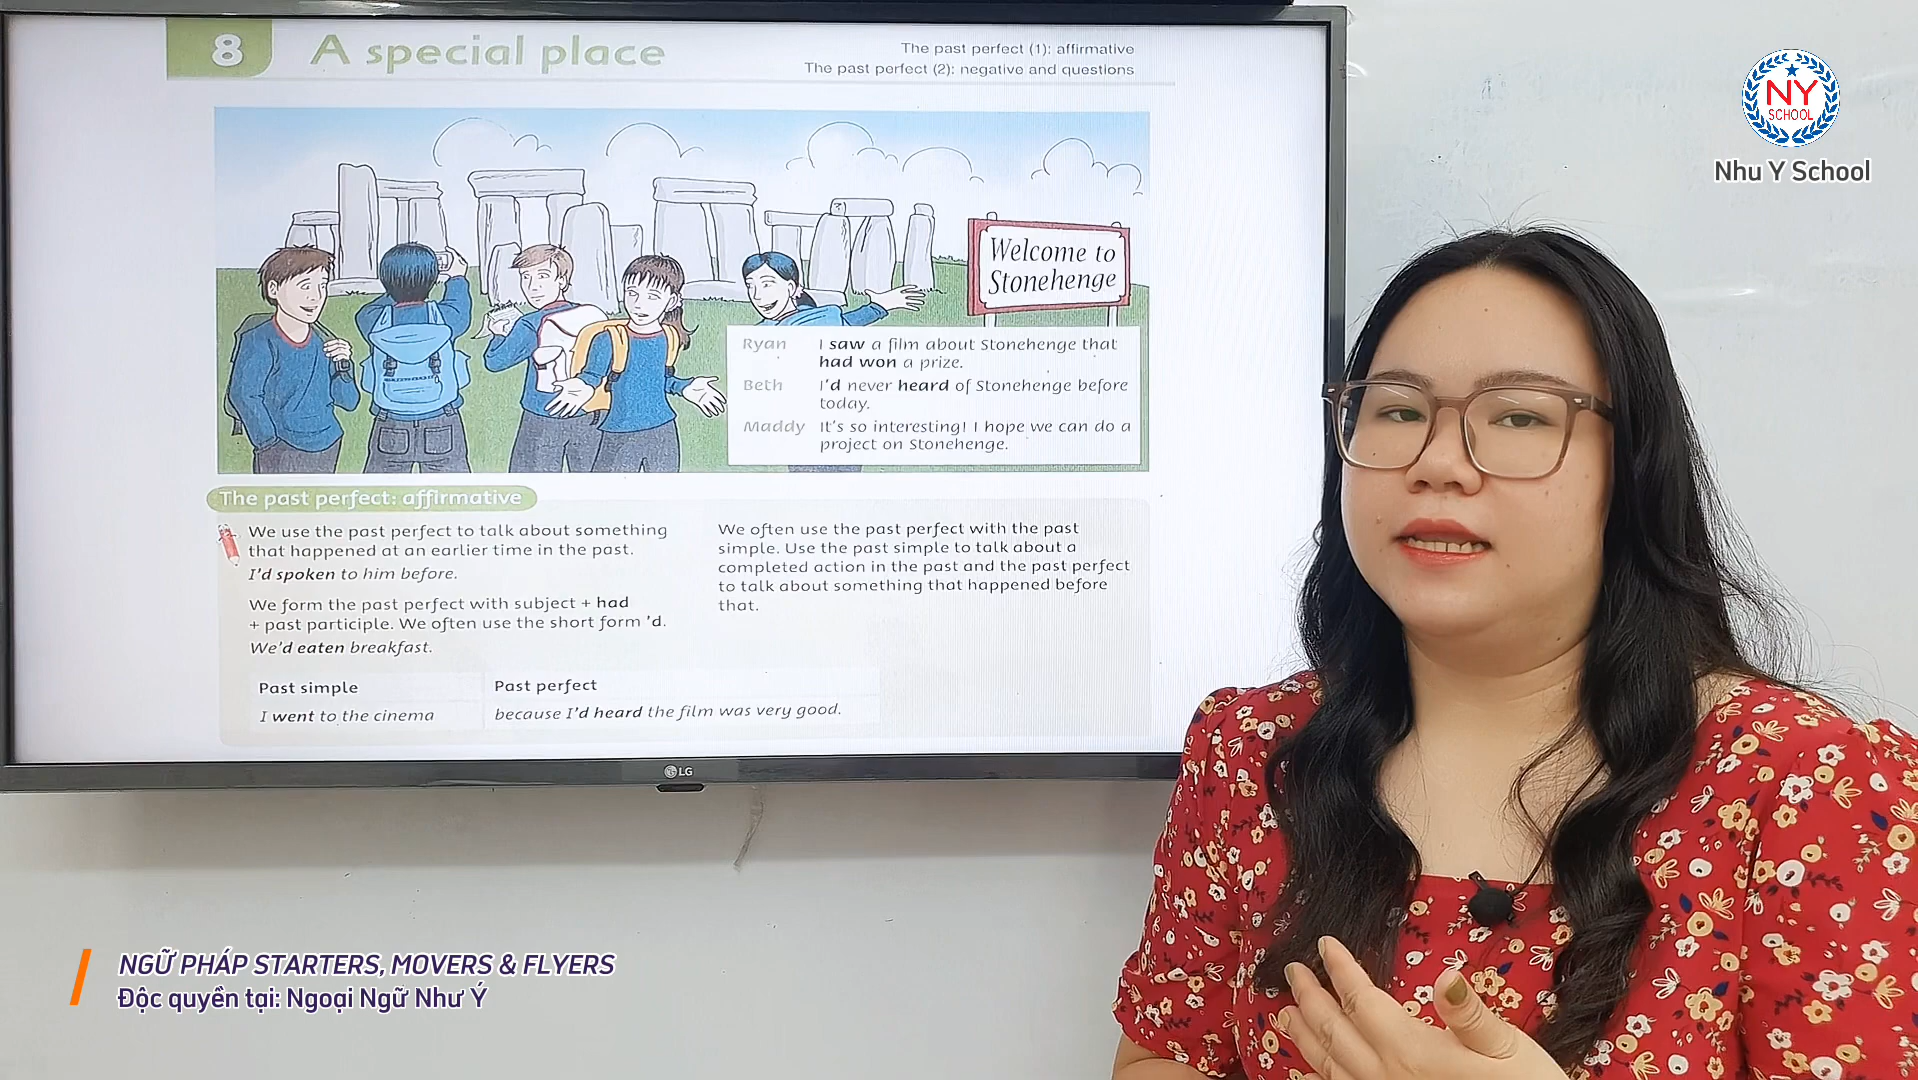 8 A special place
The past perfect (1): affirmative
The past perfect (2): negative and questions
Welcome to
Stonehenge
Ryan I saw a film about Stonehenge that
had won a prize.
Beth I'd never heard of Stonehenge before
today.
Maddy It's so interesting! I hope we can do a
project on Stonehenge.
The past perfect: affirmative
We use the past perfect to talk about something
that happened at an earlier time in the past.
I'd spoken to him before.
We form the past perfect with subject + had
+ past participle. We often use the short form 'd.
We'd eaten breakfast.
We often use the past perfect with the past
simple. Use the past simple to talk about a
completed action in the past and the past perfect
to talk about something that happened before
that.
Past simple Past perfect
I went to the cinema because I'd heard the film was very good.
LG
NY
SCHOOL
Nhu Y School
NGỮ PHÁP STARTERS, MOVERS & FLYERS
Độc quyền tại: Ngoại Ngữ Như Ý